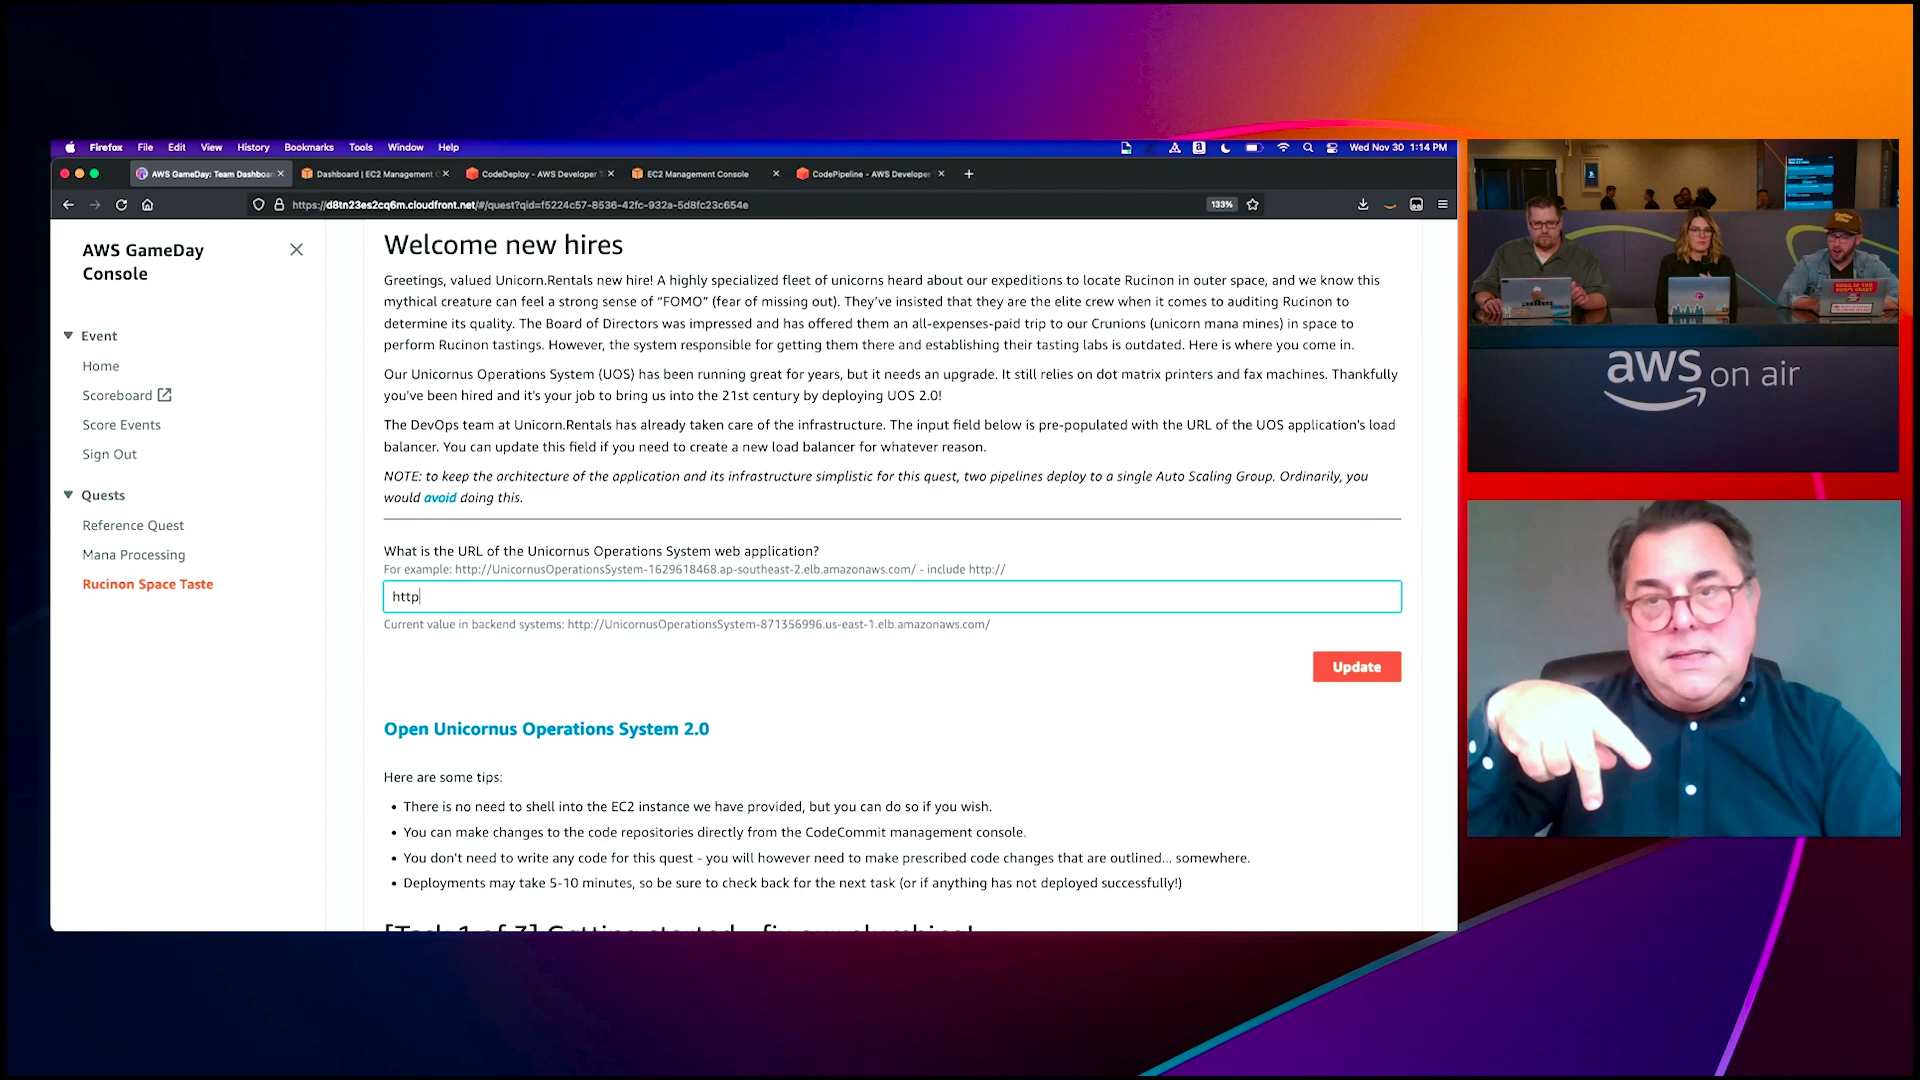 Firefox File Edit View History Bookmarks Tools Window Help
Wed Nov 30 1:14 PM
AWS GameDay: Team Dashboar
Dashboard | EC2 Management C
CodeDeploy - AWS Developer T
EC2 Management Console
CodePipeline - AWS Developer
https://d8tn23es2cq6m.cloudfront.net/#/quest?qid=f5224c57-8536-42fc-932a-5d8fc23c654e
133%
AWS GameDay
Console
Event
Home
Scoreboard
Score Events
Sign Out
Quests
Reference Quest
Mana Processing
Rucinon Space Taste
Welcome new hires
Greetings, valued Unicorn.Rentals new hire! A highly specialized fleet of unicorns heard about our expeditions to locate Rucinon in outer space, and we know this
mythical creature can feel a strong sense of “FOMO” (fear of missing out). They’ve insisted that they are the elite crew when it comes to auditing Rucinon to
determine its quality. The Board of Directors was impressed and has offered them an all-expenses-paid trip to our Crunions (unicorn mana mines) in space to
perform Rucinon tastings. However, the system responsible for getting them there and establishing their tasting labs is outdated. Here is where you come in.
Our Unicornus Operations System (UOS) has been running great for years, but it needs an upgrade. It still relies on dot matrix printers and fax machines. Thankfully
you've been hired and it's your job to bring us into the 21st century by deploying UOS 2.0!
The DevOps team at Unicorn.Rentals has already taken care of the infrastructure. The input field below is pre-populated with the URL of the UOS application's load
balancer. You can update this field if you need to create a new load balancer for whatever reason.
NOTE: to keep the architecture of the application and its infrastructure simplistic for this quest, two pipelines deploy to a single Auto Scaling Group. Ordinarily, you
would avoid doing this.
What is the URL of the Unicornus Operations System web application?
For example: http://UnicornusOperationsSystem-1629618468.ap-southeast-2.elb.amazonaws.com/ - include http://
http
Current value in backend systems: http://UnicornusOperationsSystem-871356996.us-east-1.elb.amazonaws.com/
Update
Open Unicornus Operations System 2.0
Here are some tips:
• There is no need to shell into the EC2 instance we have provided, but you can do so if you wish.
• You can make changes to the code repositories directly from the CodeCommit management console.
• You don't need to write any code for this quest - you will however need to make prescribed code changes that are outlined... somewhere.
• Deployments may take 5-10 minutes, so be sure to check back for the next task (or if anything has not deployed successfully!)
[Task 1 of 3] Getting started - fix our plumbing!
aws on air